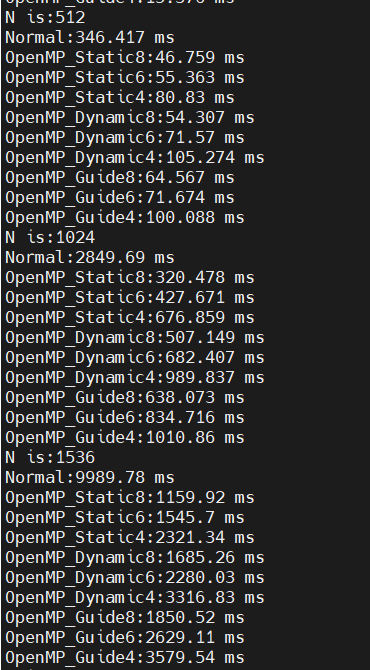 OpenMP_Guide4:13.376 ms
N is:512
Normal:346.417 ms
OpenMP_Static8:46.759 ms
OpenMP_Static6:55.363 ms
OpenMP_Static4:80.83 ms
OpenMP_Dynamic8:54.307 ms
OpenMP_Dynamic6:71.57 ms
OpenMP_Dynamic4:105.274 ms
OpenMP_Guide8:64.567 ms
OpenMP_Guide6:71.674 ms
OpenMP_Guide4:100.088 ms
N is:1024
Normal:2849.69 ms
OpenMP_Static8:320.478 ms
OpenMP_Static6:427.671 ms
OpenMP_Static4:676.859 ms
OpenMP_Dynamic8:507.149 ms
OpenMP_Dynamic6:682.407 ms
OpenMP_Dynamic4:989.837 ms
OpenMP_Guide8:638.073 ms
OpenMP_Guide6:834.716 ms
OpenMP_Guide4:1010.86 ms
N is:1536
Normal:9989.78 ms
OpenMP_Static8:1159.92 ms
OpenMP_Static6:1545.7 ms
OpenMP_Static4:2321.34 ms
OpenMP_Dynamic8:1685.26 ms
OpenMP_Dynamic6:2280.03 ms
OpenMP_Dynamic4:3316.83 ms
OpenMP_Guide8:1850.52 ms
OpenMP_Guide6:2629.11 ms
OpenMP_Guide4:3579.54 ms